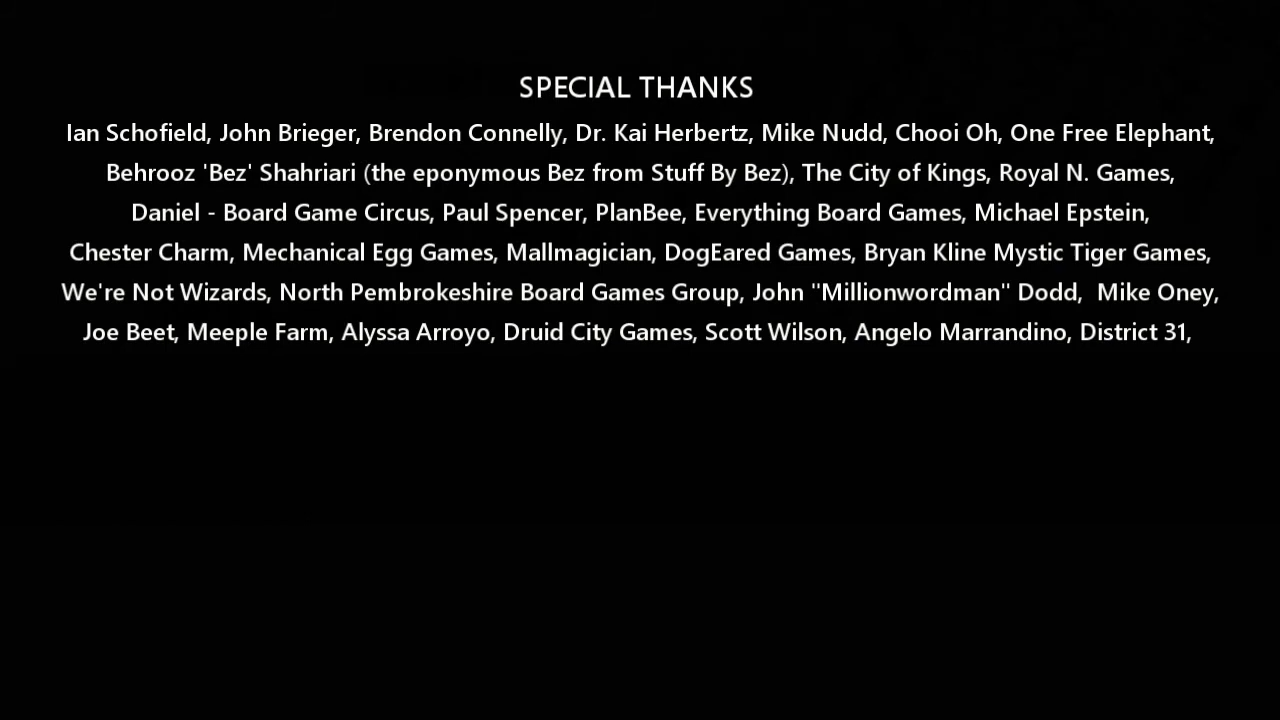 SPECIAL THANKS
Ian Schofield, John Brieger, Brendon Connelly, Dr. Kai Herbertz, Mike Nudd, Chooi Oh, One Free Elephant,
Behrooz 'Bez' Shahriari (the eponymous Bez from Stuff By Bez), The City of Kings, Royal N. Games,
Daniel - Board Game Circus, Paul Spencer, PlanBee, Everything Board Games, Michael Epstein,
Chester Charm, Mechanical Egg Games, Mallmagician, DogEared Games, Bryan Kline Mystic Tiger Games,
We're Not Wizards, North Pembrokeshire Board Games Group, John "Millionwordman" Dodd,  Mike Oney,
Joe Beet, Meeple Farm, Alyssa Arroyo, Druid City Games, Scott Wilson, Angelo Marrandino, District 31,